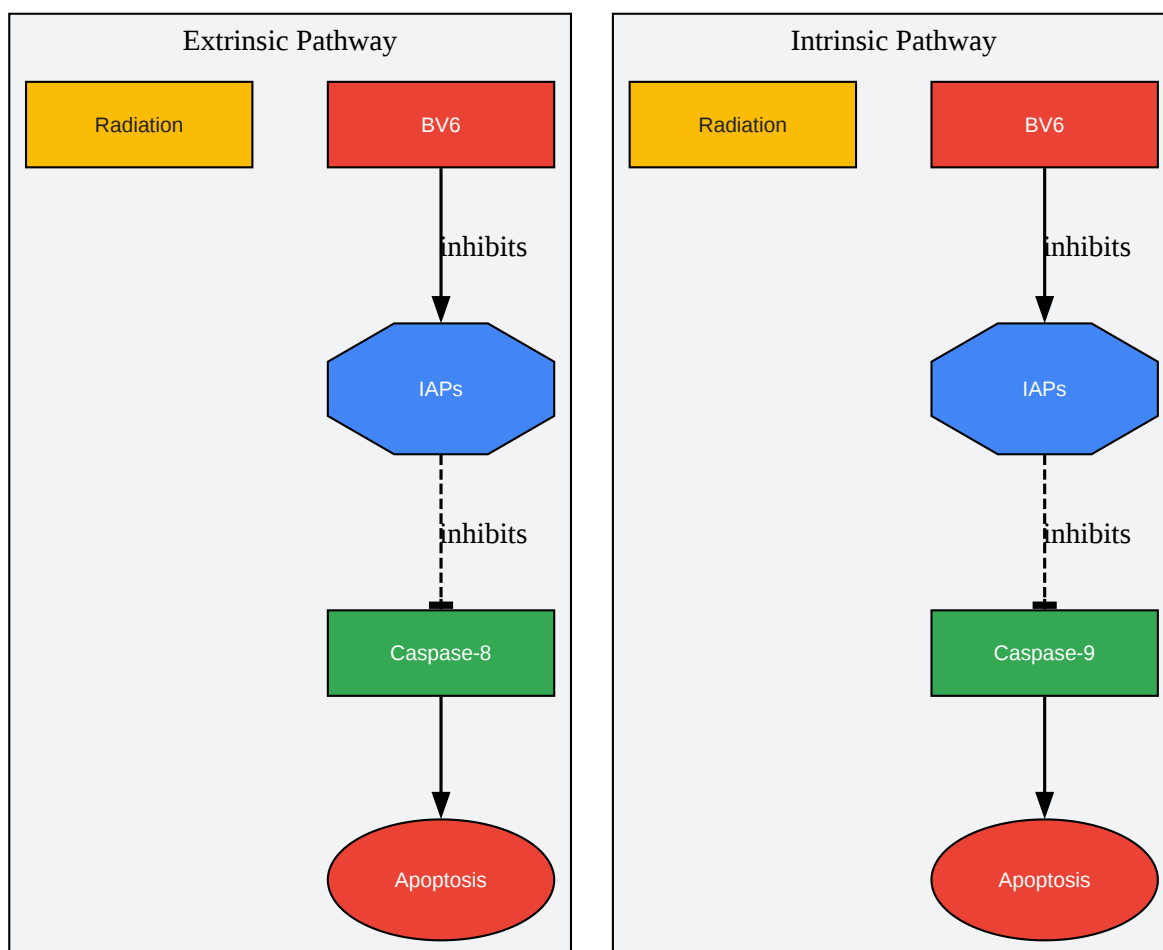 Extrinsic Pathway
Radiation
BV6
inhibits
IAPs
inhibits
Caspase-8
Apoptosis
Intrinsic Pathway
Radiation
BV6
inhibits
IAPs
inhibits
Caspase-9
Apoptosis